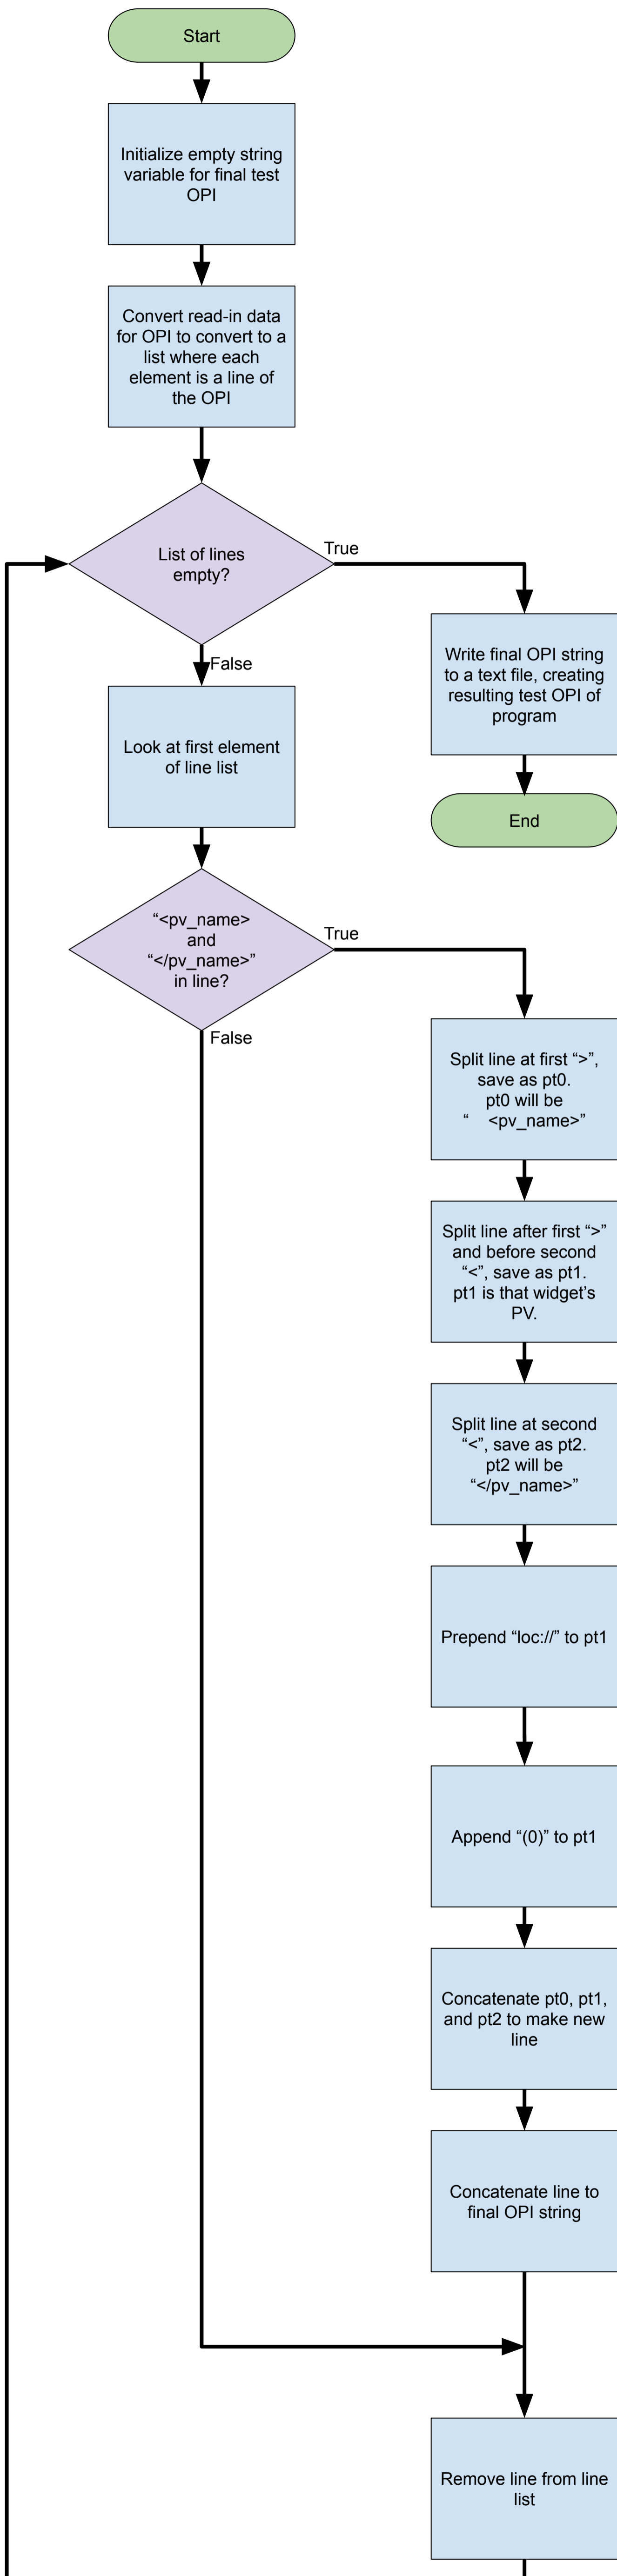 Start
Initialize empty string
variable for final test
OPI
Convert read-in data
for OPI to convert to a
list where each
element is a line of
the OPI
List of lines
empty?
True
False
Write final OPI string
to a text file, creating
resulting test OPI of
program
End
Look at first element
of line list
“<pv_name>
and
“</pv_name>”
in line?
True
False
Split line at first “>”,
save as pt0.
pt0 will be
“    <pv_name>”
Split line after first “>”
and before second
“<”, save as pt1.
pt1 is that widget’s
PV.
Split line at second
“<”, save as pt2.
pt2 will be
“</pv_name>”
Prepend “loc://” to pt1
Append “(0)” to pt1
Concatenate pt0, pt1,
and pt2 to make new
line
Concatenate line to
final OPI string
Remove line from line
list